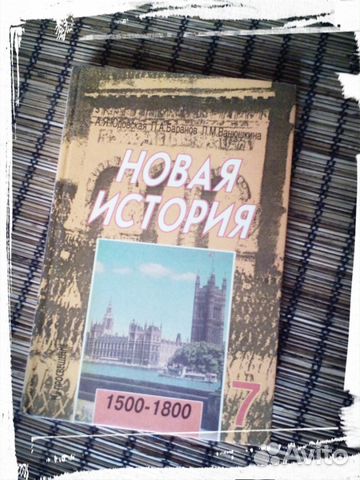 А.Я.Юдовская П.А.Баранов Л.М.Ванюшкина
НОВАЯ
ИСТОРИЯ
Просвещение
1500-1800
7
Avito